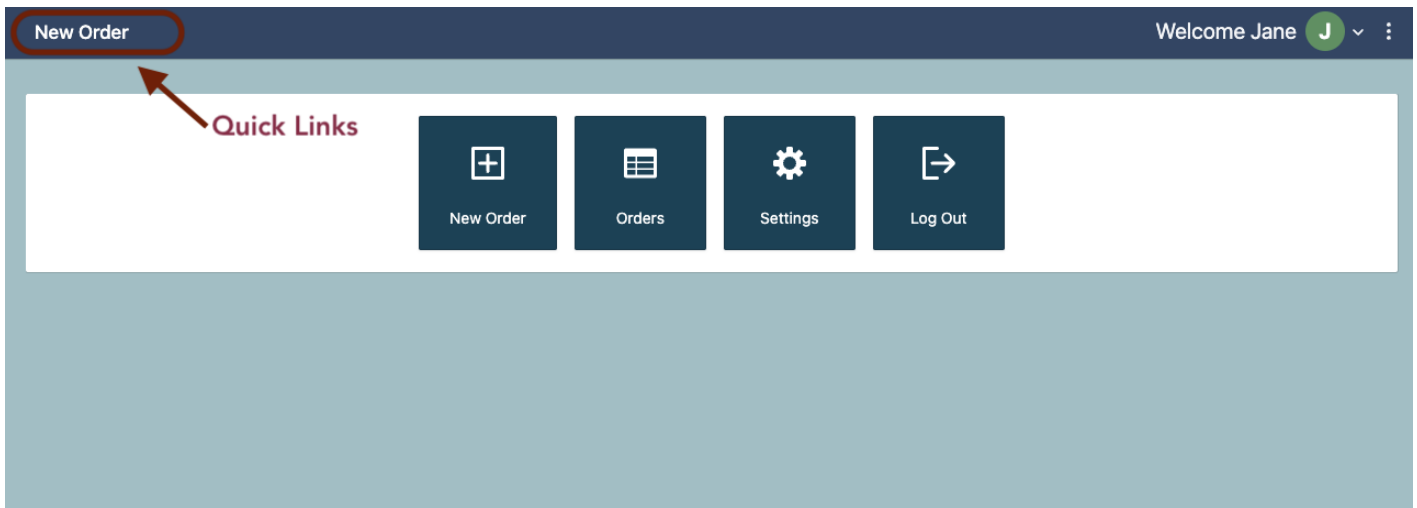 New Order
Welcome Jane J
Quick Links
New Order
Orders
Settings
Log Out